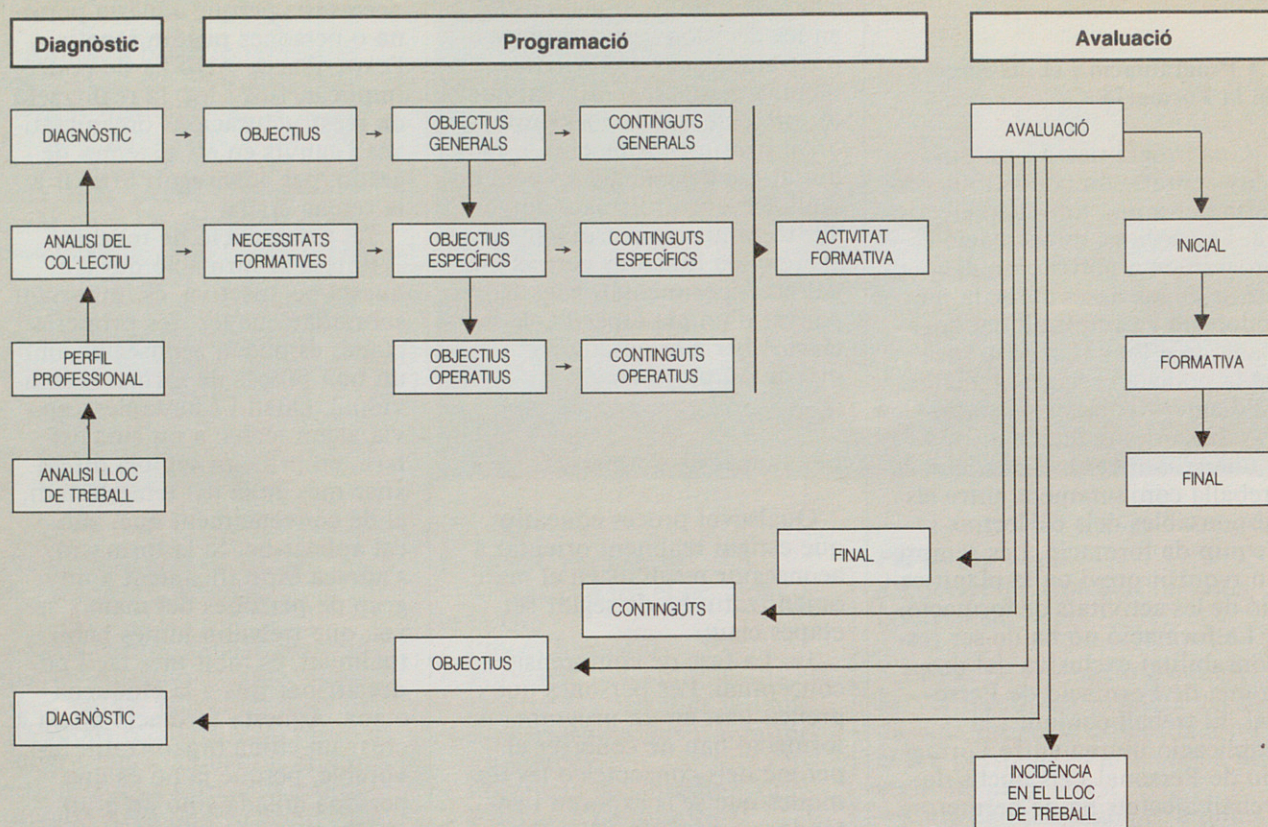 Diagnòstic
Programació
Avaluació
DIAGNÒSTIC
OBJECTIUS
OBJECTIUS
GENERALS
CONTINGUTS
GENERALS
AVALUACIÓ
ANALISI DEL
COL·LECTIU
NECESSITATS
FORMATIVES
OBJECTIUS
ESPECÍFICS
CONTINGUTS
ESPECÍFICS
ACTIVITAT
FORMATIVA
INICIAL
PERFIL
PROFESSIONAL
OBJECTIUS
OPERATIUS
CONTINGUTS
OPERATIUS
FORMATIVA
ANALISI LLOC
DE TREBALL
FINAL
FINAL
CONTINGUTS
OBJECTIUS
DIAGNÒSTIC
INCIDÈNCIA
EN EL LLOC
DE TREBALL